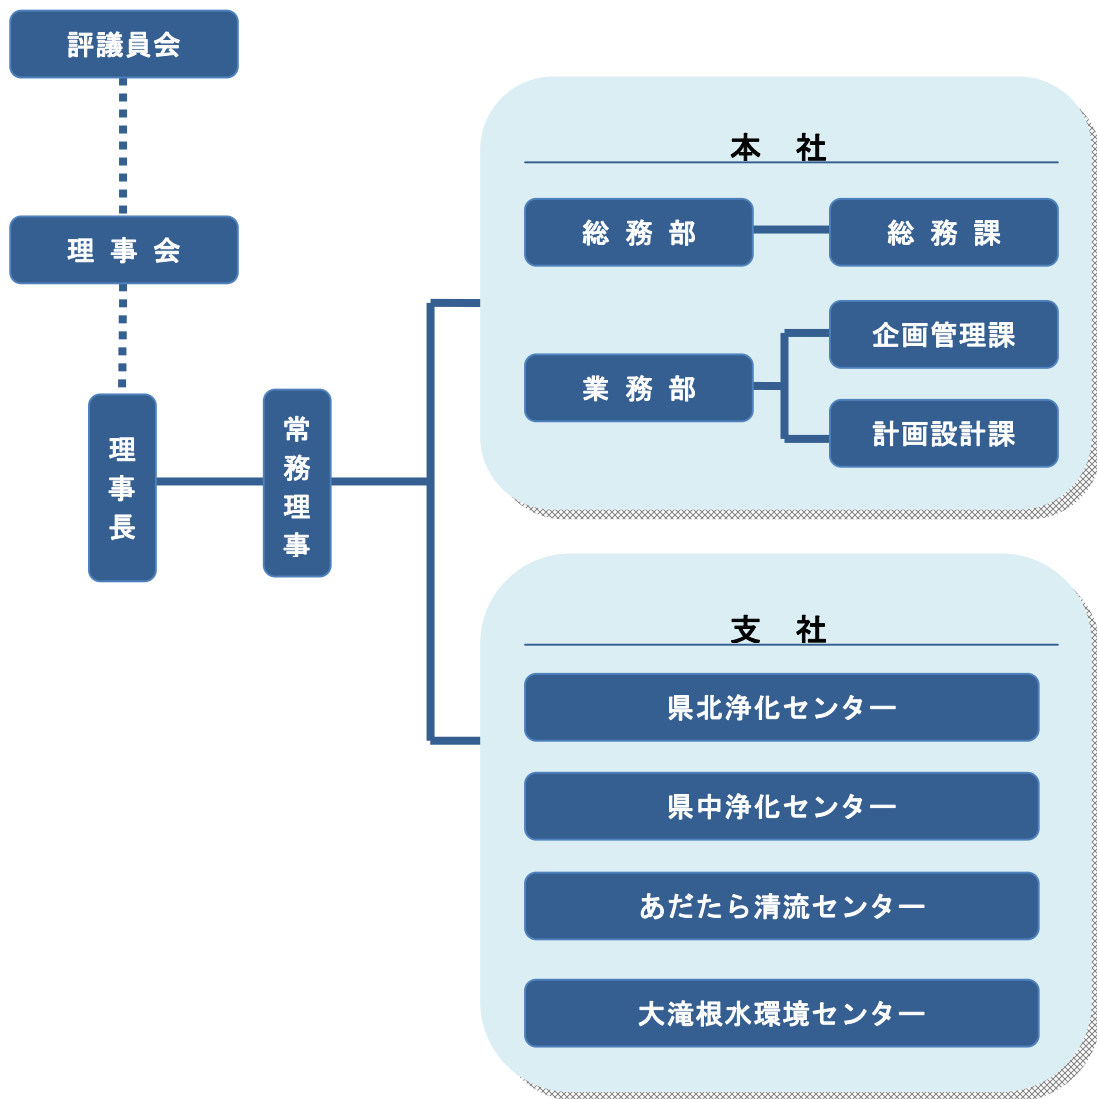 評議員会
理 事 会
理事長
常務理事
本 社
総 務 部
総 務 課
業 務 部
企画管理課
計画設計課
支 社
県北浄化センター
県中浄化センター
あだたら清流センター
大滝根水環境センター